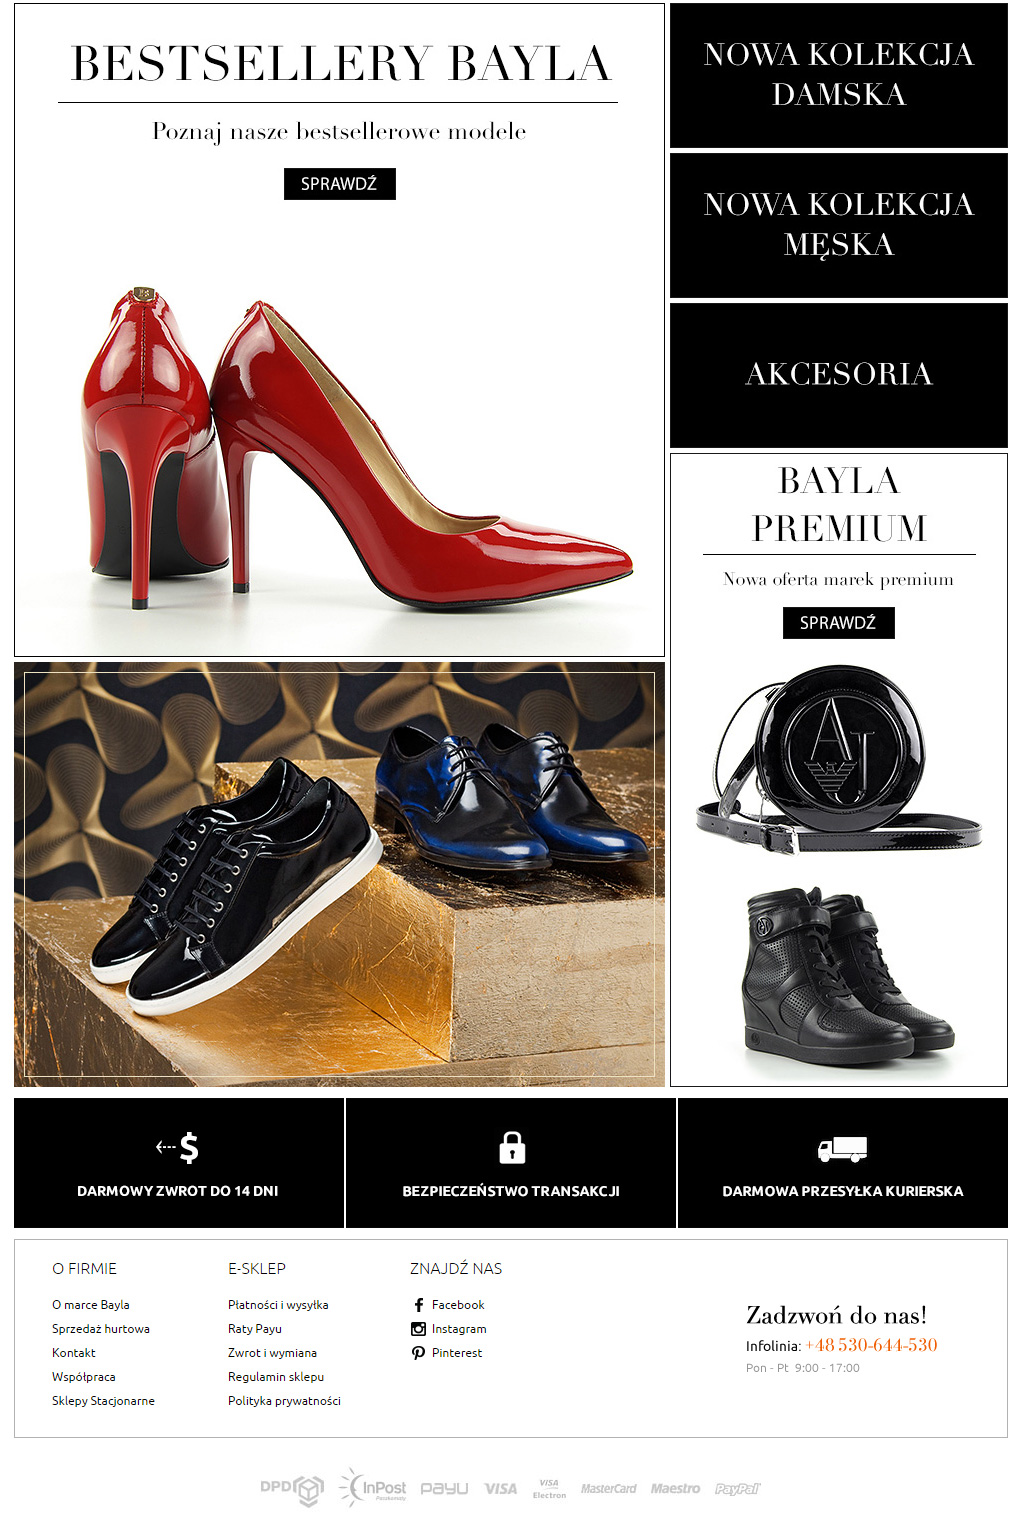 BESTSELLERY BAYLA
Poznaj nasze bestsellerowe modele
SPRAWDŹ
NOWA KOLEKCJA
DAMSKA
NOWA KOLEKCJA
MĘSKA
AKCESORIA
BAYLA
PREMIUM
Nowa oferta marek premium
SPRAWDŹ
AJ
DARMOWY ZWROT DO 14 DNI
BEZPIECZEŃSTWO TRANSAKCJI
DARMOWA PRZESYŁKA KURIERSKA
O FIRMIE
O marce Bayla
Sprzedaż hurtowa
Kontakt
Współpraca
Sklepy Stacjonarne
E-SKLEP
Płatności i wysyłka
Raty Payu
Zwrot i wymiana
Regulamin sklepu
Polityka prywatności
ZNAJDŹ NAS
Facebook
Instagram
Pinterest
Zadzwoń do nas!
Infolinia: +48 530-644-530
Pon - Pt 9:00 - 17:00
DPD InPost Paczkomaty PayU VISA VISA Electron MasterCard Maestro PayPal